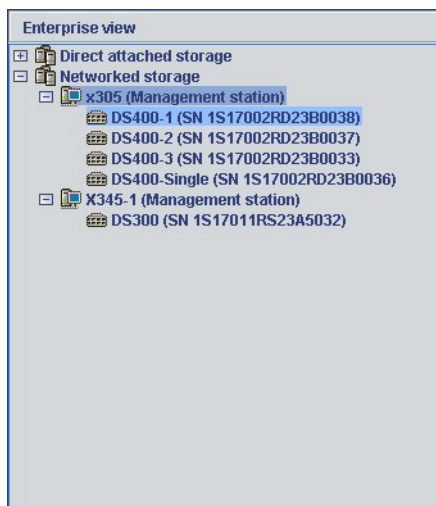 Enterprise view
Direct attached storage
Networked storage
x305 (Management station)
DS400-1 (SN 1S17002RD23B0038)
DS400-2 (SN 1S17002RD23B0037)
DS400-3 (SN 1S17002RD23B0033)
DS400-Single (SN 1S17002RD23B0036)
X345-1 (Management station)
DS300 (SN 1S17011RS23A5032)